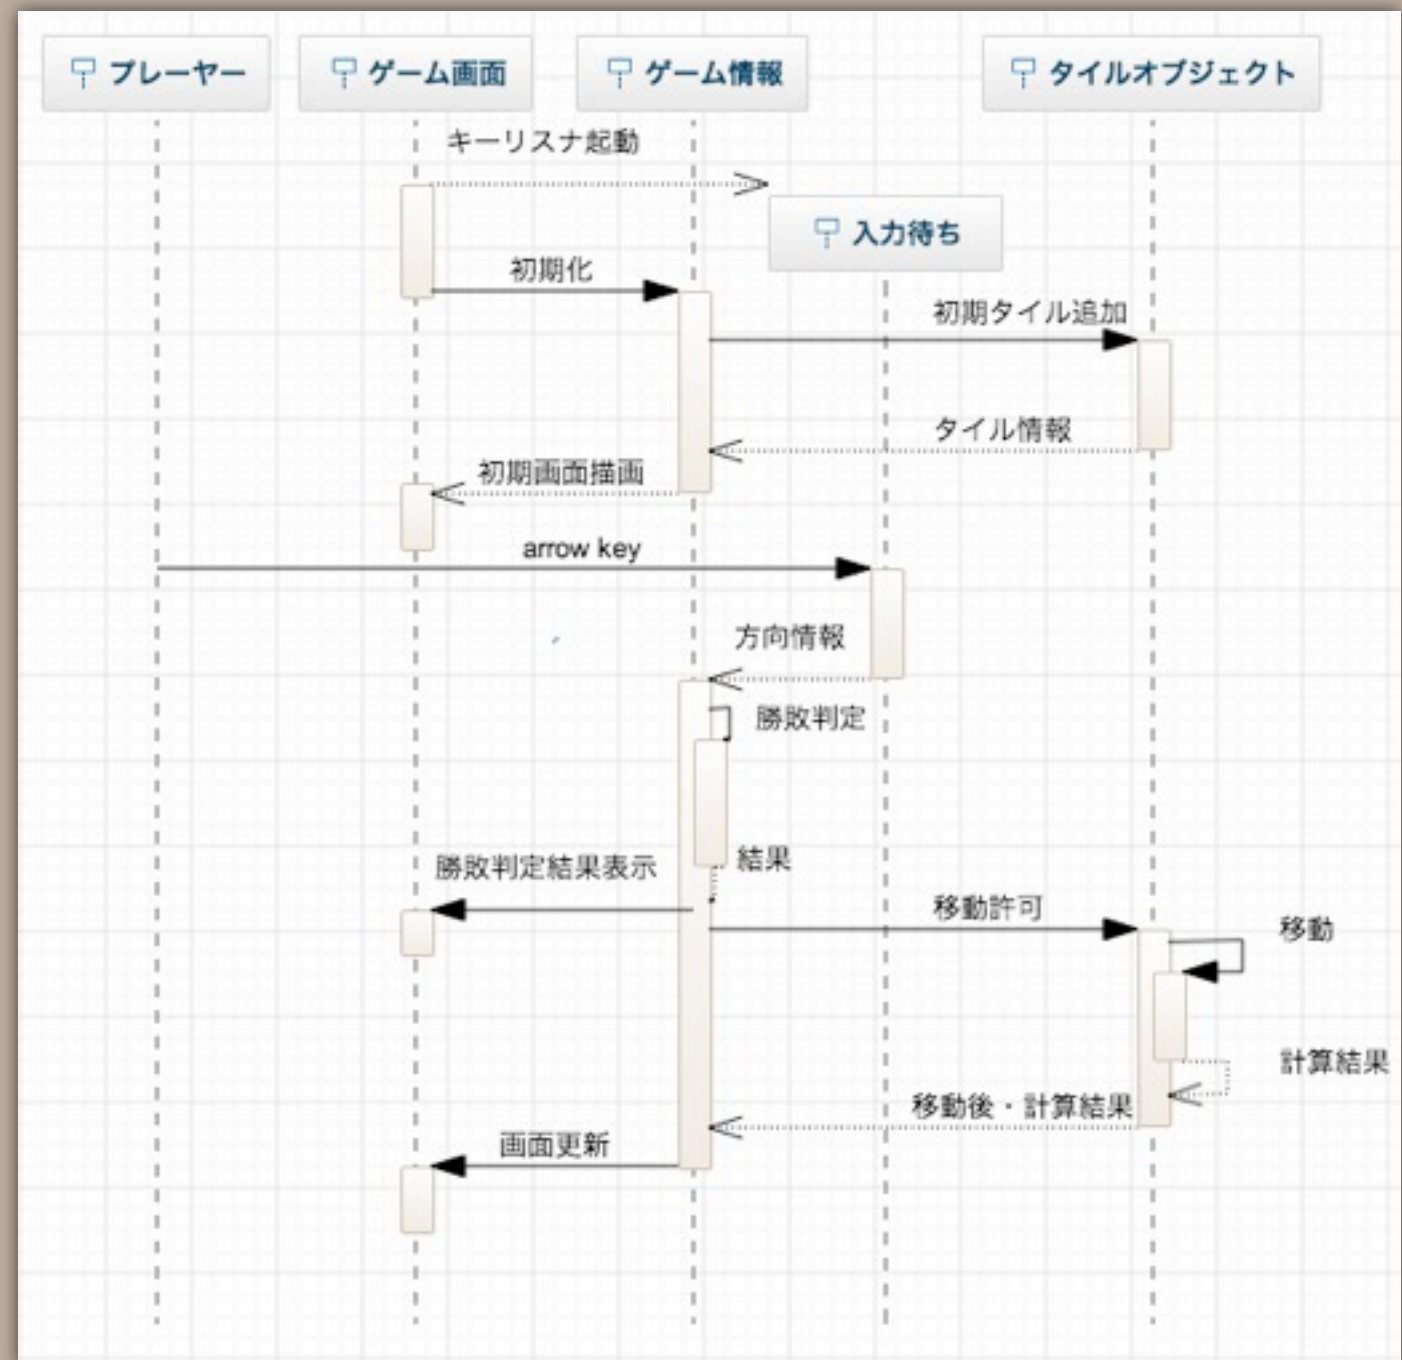 プレーヤー
ゲーム画面
ゲーム情報
タイルオブジェクト
キーリスナ起動
入力待ち
初期化
初期タイル追加
タイル情報
初期画面描画
arrow key
方向情報
勝敗判定
結果
勝敗判定結果表示
移動許可
移動
計算結果
移動後・計算結果
画面更新